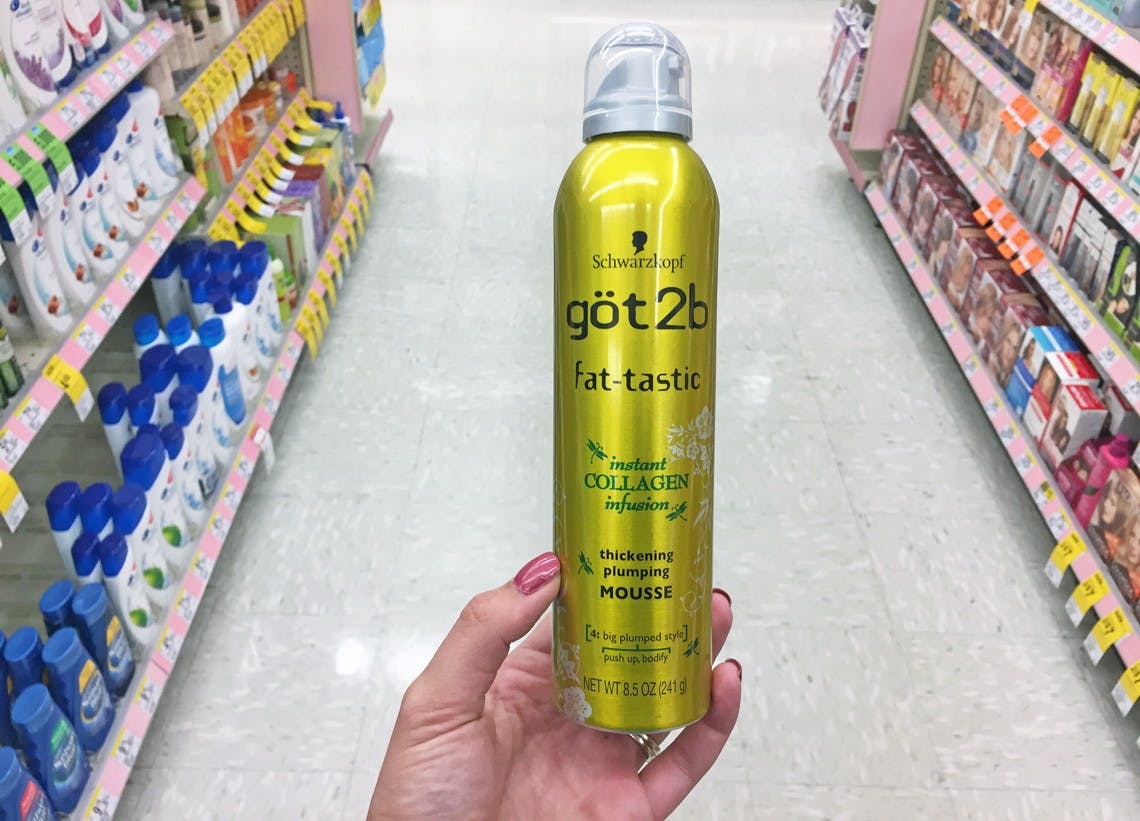 Schwarzkopf
göt2b
fat-tastic
instant
COLLAGEN
infusion
thickening
plumping
MOUSSE
[4: big plumped style]
push up, bodify
NET WT 8.5 OZ (241 g)